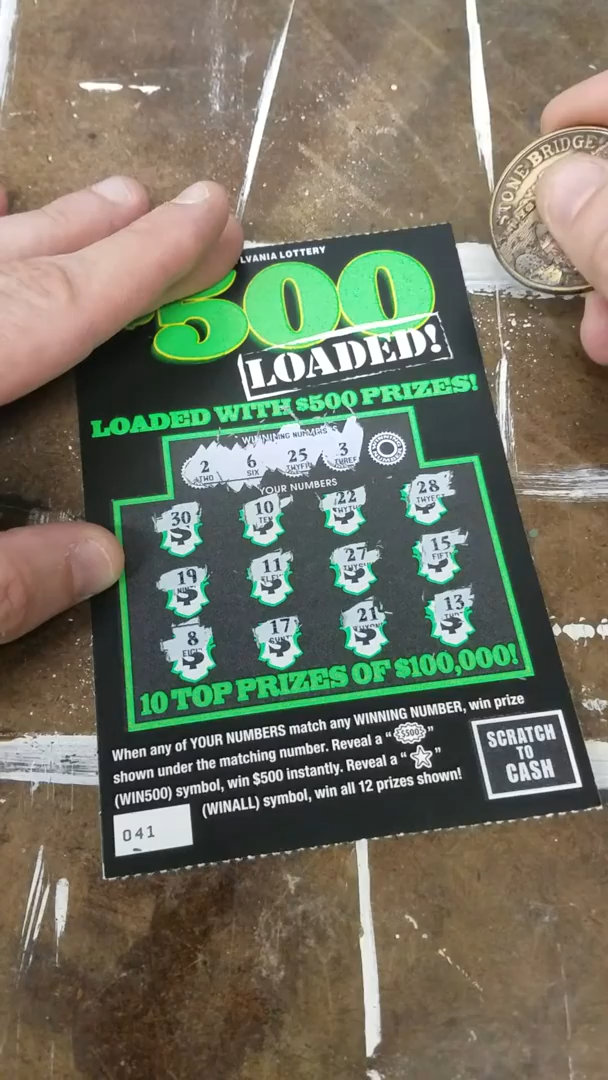 LVANIA LOTTERY
500
LOADED!
LOADED WITH $500 PRIZES!
WINNING NUMBERS
2 6 25 3
TWO SIX THREE
YOUR NUMBERS
30 10 22 28
19 11 27 15
8 17 21 13
10 TOP PRIZES OF $100,000!
When any of YOUR NUMBERS match any WINNING NUMBER, win prize
shown under the matching number. Reveal a "$500"
(WIN500) symbol, win $500 instantly. Reveal a " "
(WINALL) symbol, win all 12 prizes shown!
SCRATCH
TO
CASH
041
STONE BRIDGE